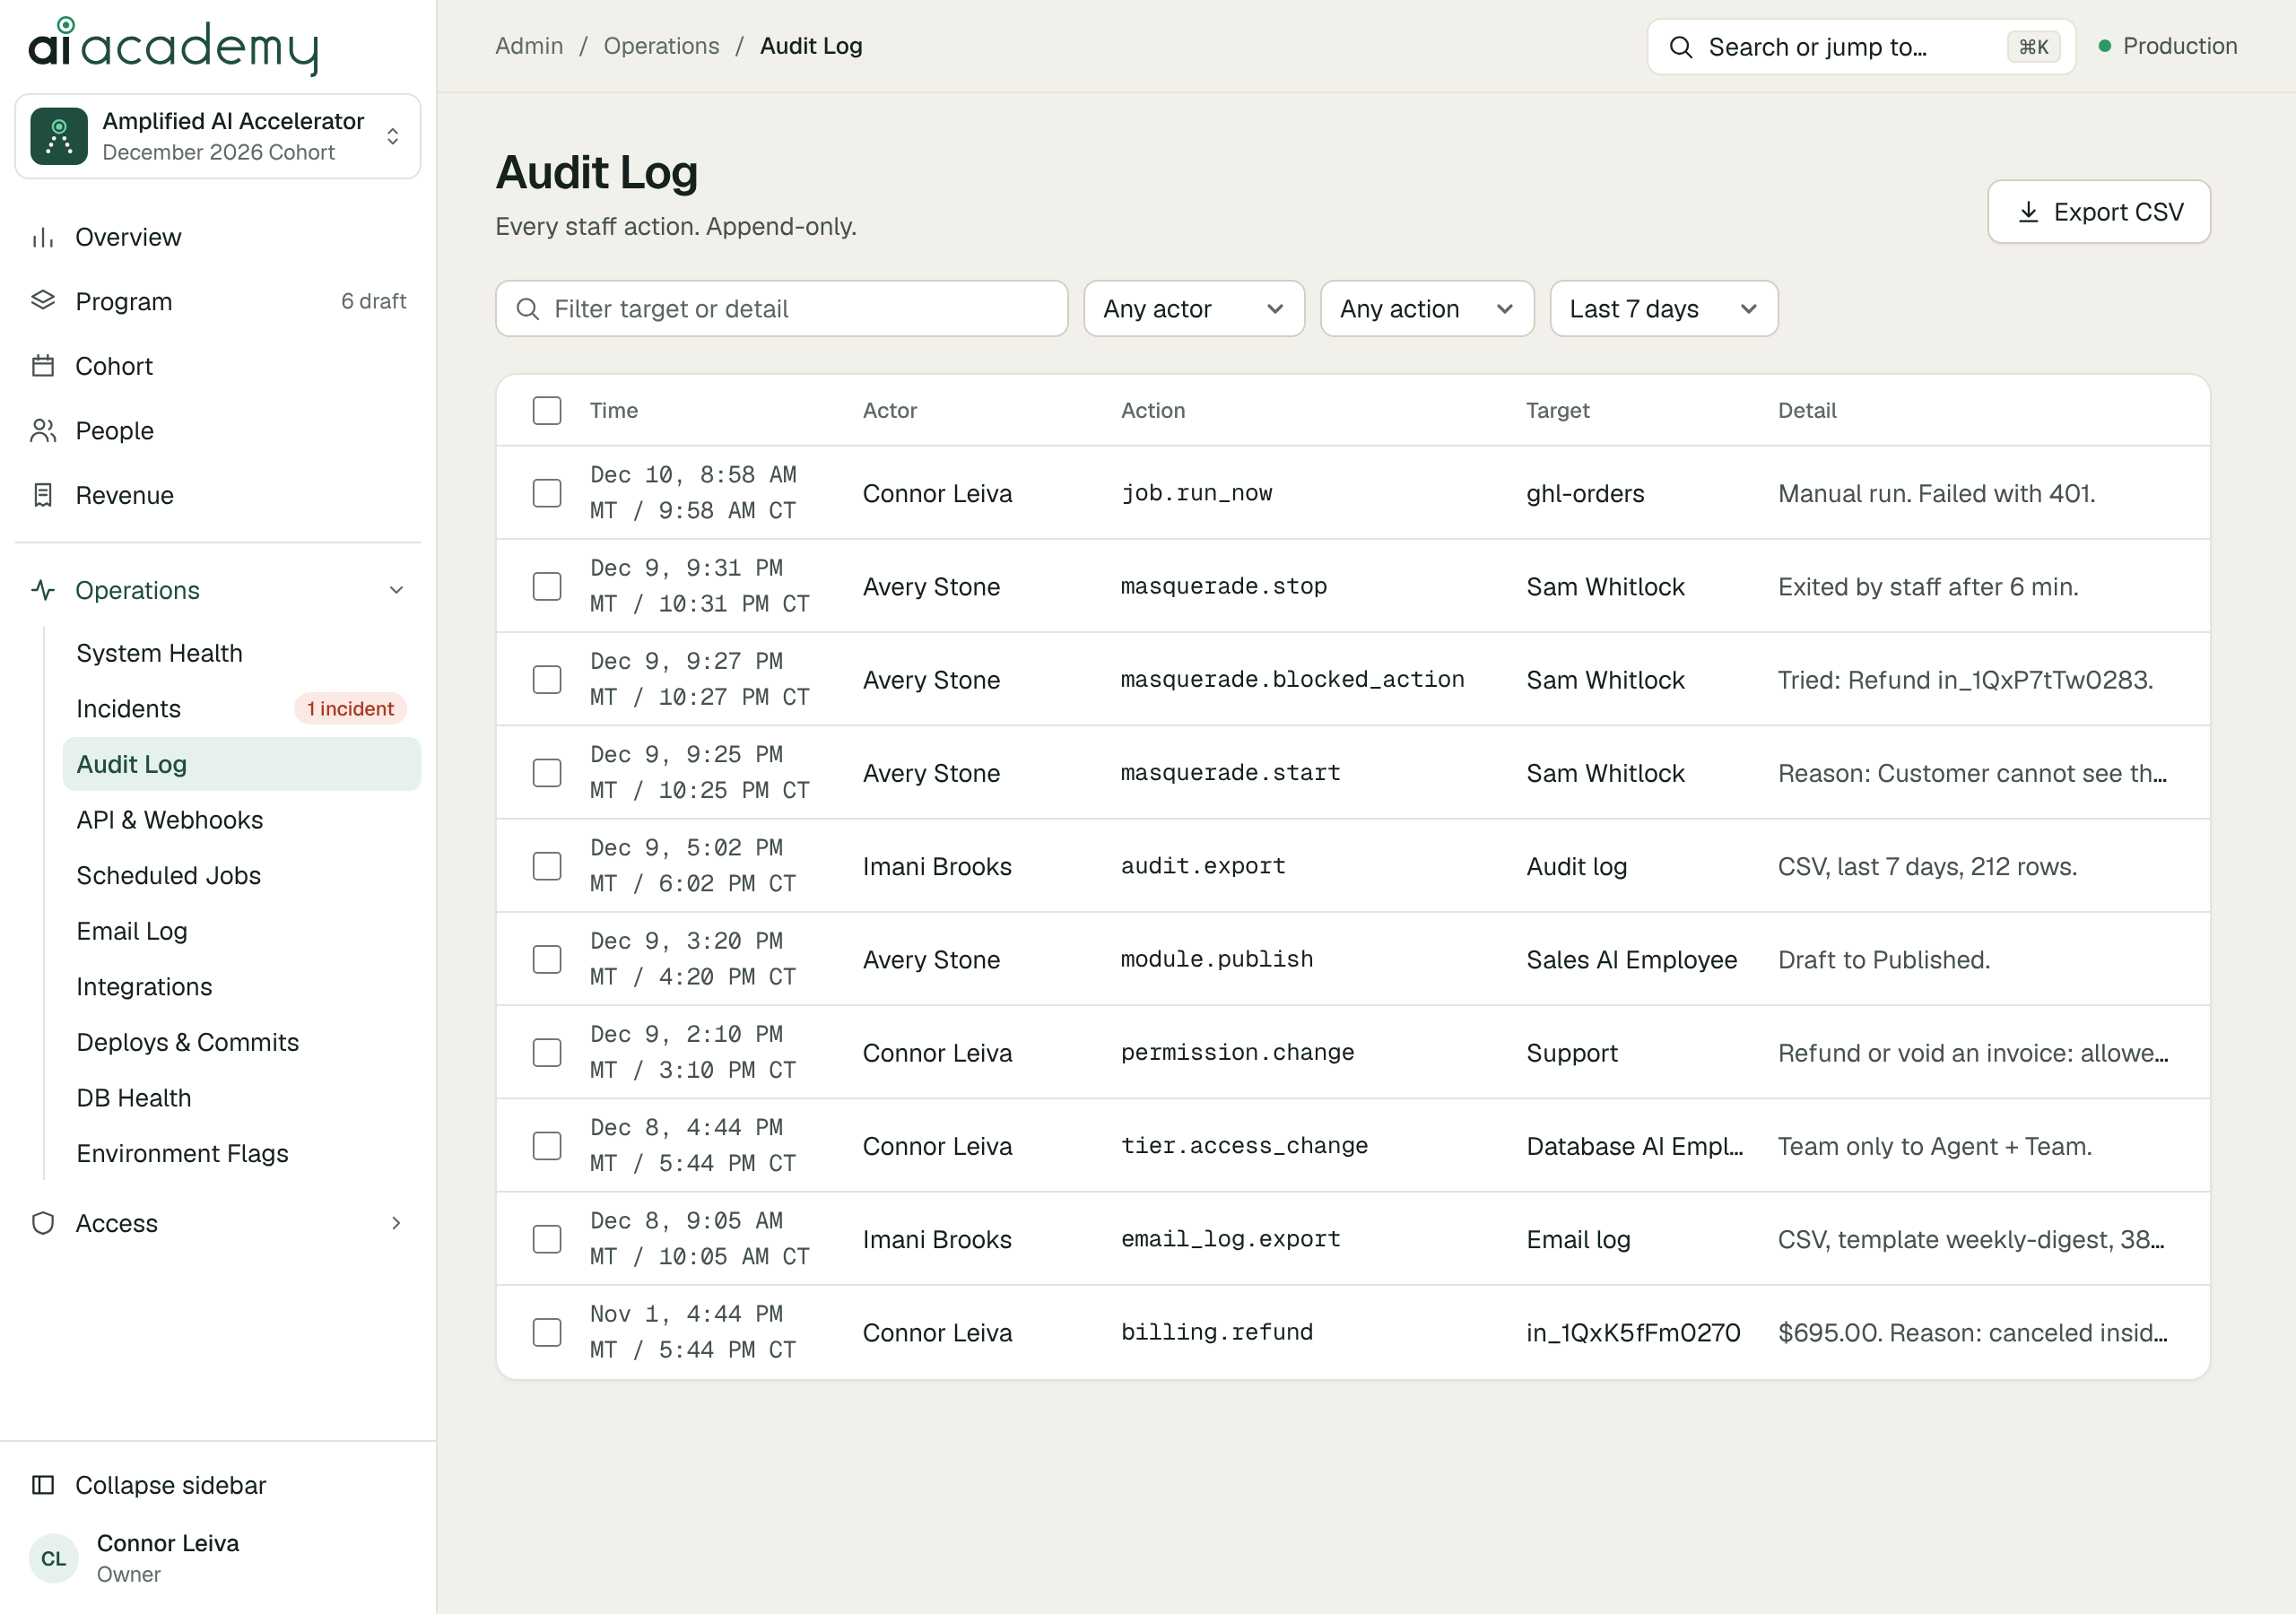 ai academy
Amplified AI Accelerator
December 2026 Cohort
Overview
Program 6 draft
Cohort
People
Revenue
Operations
System Health
Incidents 1 incident
Audit Log
API & Webhooks
Scheduled Jobs
Email Log
Integrations
Deploys & Commits
DB Health
Environment Flags
Access
Collapse sidebar
CL
Connor Leiva
Owner
Admin / Operations / Audit Log
Search or jump to... ⌘K
Production
Audit Log
Every staff action. Append-only.
Export CSV
Filter target or detail
Any actor
Any action
Last 7 days
Time Actor Action Target Detail
Dec 10, 8:58 AM
MT / 9:58 AM CT
Connor Leiva job.run_now ghl-orders Manual run. Failed with 401.
Dec 9, 9:31 PM
MT / 10:31 PM CT
Avery Stone masquerade.stop Sam Whitlock Exited by staff after 6 min.
Dec 9, 9:27 PM
MT / 10:27 PM CT
Avery Stone masquerade.blocked_action Sam Whitlock Tried: Refund in_1QxP7tTw0283.
Dec 9, 9:25 PM
MT / 10:25 PM CT
Avery Stone masquerade.start Sam Whitlock Reason: Customer cannot see th...
Dec 9, 5:02 PM
MT / 6:02 PM CT
Imani Brooks audit.export Audit log CSV, last 7 days, 212 rows.
Dec 9, 3:20 PM
MT / 4:20 PM CT
Avery Stone module.publish Sales AI Employee Draft to Published.
Dec 9, 2:10 PM
MT / 3:10 PM CT
Connor Leiva permission.change Support Refund or void an invoice: allowe...
Dec 8, 4:44 PM
MT / 5:44 PM CT
Connor Leiva tier.access_change Database AI Empl... Team only to Agent + Team.
Dec 8, 9:05 AM
MT / 10:05 AM CT
Imani Brooks email_log.export Email log CSV, template weekly-digest, 38...
Nov 1, 4:44 PM
MT / 5:44 PM CT
Connor Leiva billing.refund in_1QxK5fFm0270 $695.00. Reason: canceled insid...